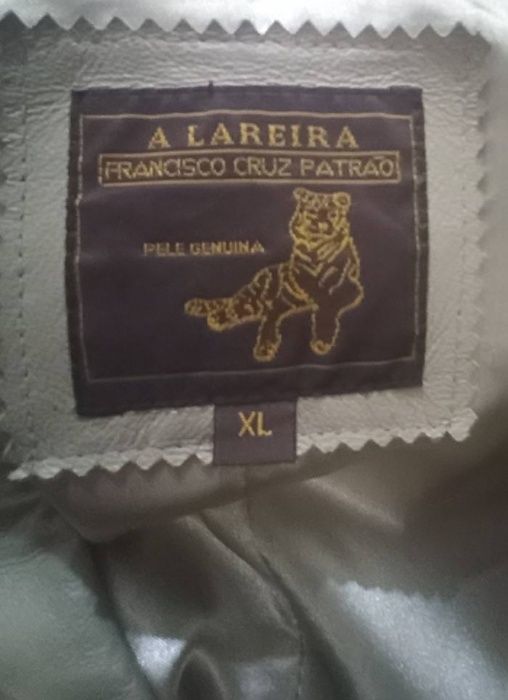 A LAREIRA
FRANCISCO CRUZ PATRÃO
PELE GENUINA
XL